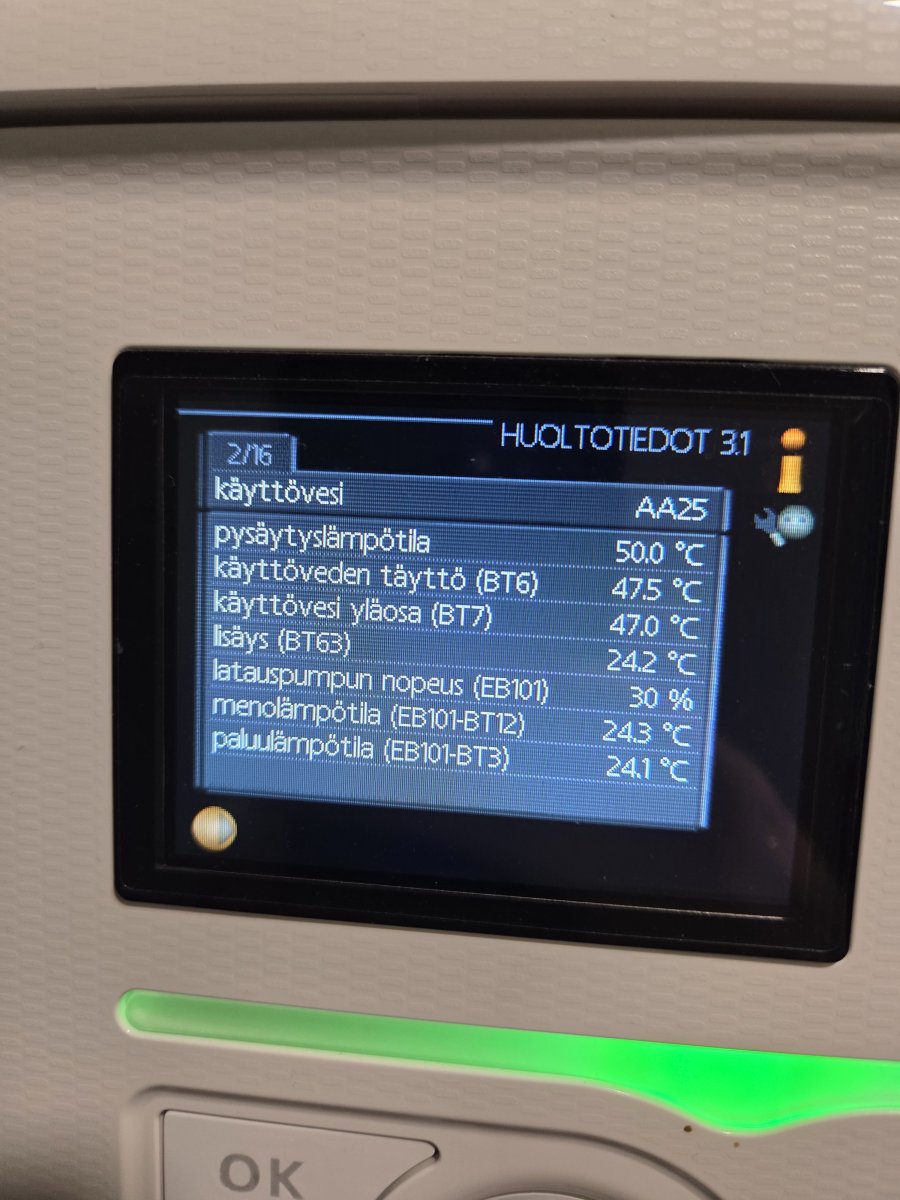 HUOLTOTIEDOT 3.1
2/16
käyttövesi AA25
pysäytyslämpötila 50.0 °C
käyttöveden täyttö (BT6) 47.5 °C
käyttövesi yläosa (BT7) 47.0 °C
lisäys (BT63) 24.2 °C
latauspumpun nopeus (EB101) 30 %
menolämpötila (EB101-BT12) 24.3 °C
paluulämpötila (EB101-BT3) 24.1 °C
OK